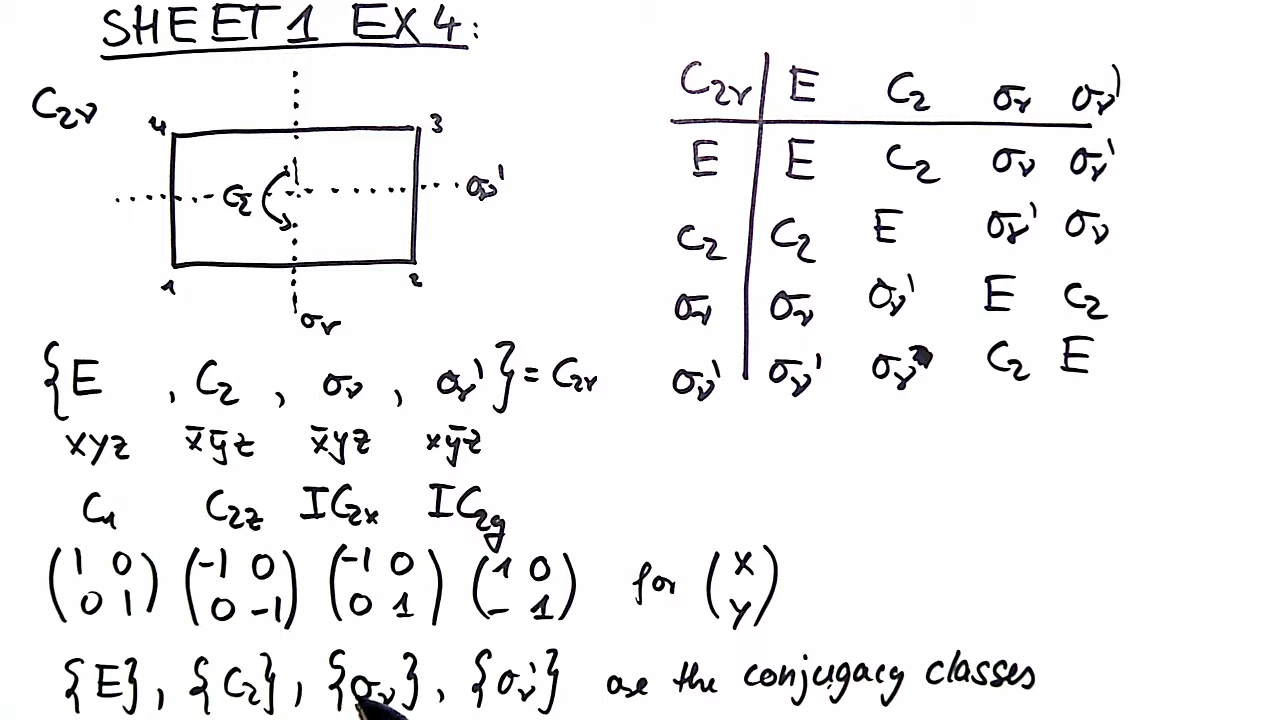 SHEET 1 EX 4:
C₂ᵥ
4 3
C₂ σᵥ'
1 2
σᵥ
{E , C₂ , σᵥ , σᵥ'} = C₂ᵥ
xyz x̄ȳz x̄yz xȳz
C₁ C₂z IC₂x IC₂y
(1 0) (-1 0) (-1 0) (1 0) for (x)
(0 1) (0 -1) (0 1) (- 1) (y)
{E}, {C₂}, {σᵥ}, {σᵥ'} are the conjugacy classes
C₂ᵥ | E C₂ σᵥ σᵥ'
E | E C₂ σᵥ σᵥ'
C₂ | C₂ E σᵥ' σᵥ
σᵥ | σᵥ σᵥ' E C₂
σᵥ' | σᵥ' σᵥ C₂ E